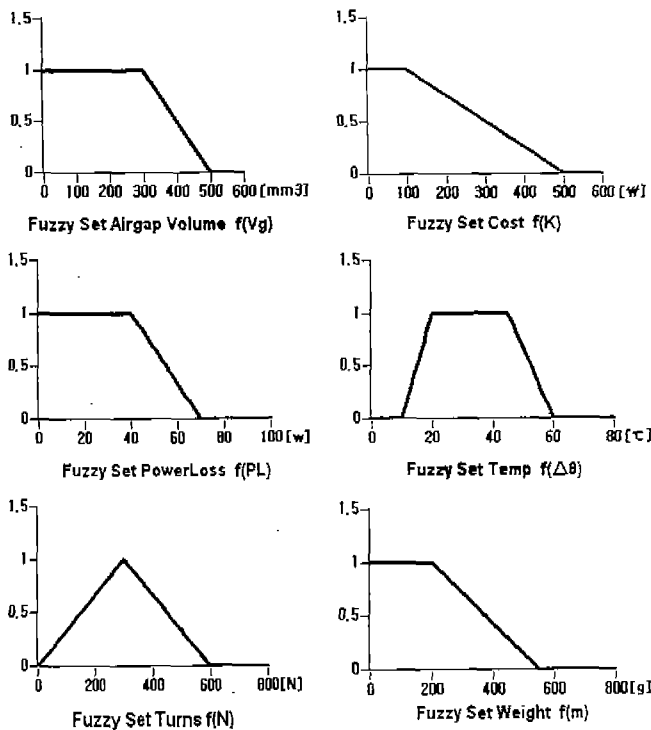 1.5
1
0.5
0
0 100 200 300 400 500 600 [mm3]
Fuzzy Set Airgap Volume f(Vg)
1.5
1
0.5
0
0 100 200 300 400 500 600 [₩]
Fuzzy Set Cost f(K)
1.5
1
0.5
0
0 20 40 60 80 100 [w]
Fuzzy Set PowerLoss f(PL)
1.5
1
0.5
0
0 20 40 60 80 [℃]
Fuzzy Set Temp f(△θ)
1.5
1
0.5
0
0 200 400 600 800 [N]
Fuzzy Set Turns f(N)
1.5
1
0.5
0
0 200 400 600 800 [g]
Fuzzy Set Weight f(m)